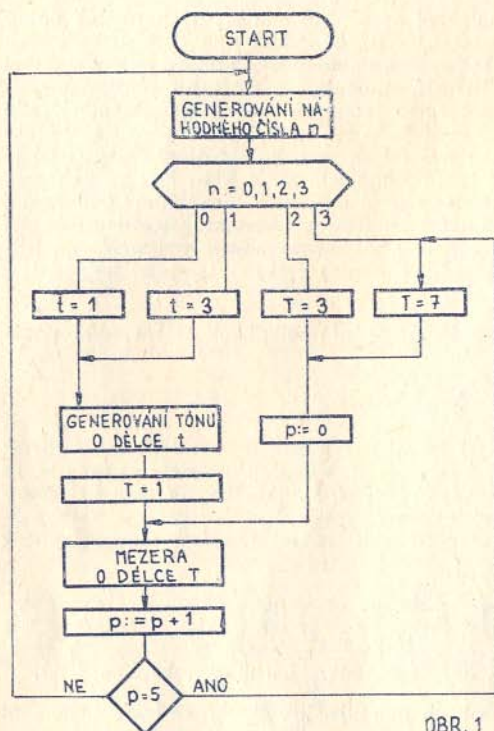 START
GENEROVÁNÍ NÁ-
HODNÉHO ČÍSLA n
n = 0,1,2,3
0 1 2 3
t = 1
t = 3
T = 3
T = 7
GENEROVÁNÍ TÓNU
O DÉLCE t
p:= 0
T = 1
MEZERA
O DÉLCE T
p:= p + 1
NE
p=5
ANO
OBR. 1